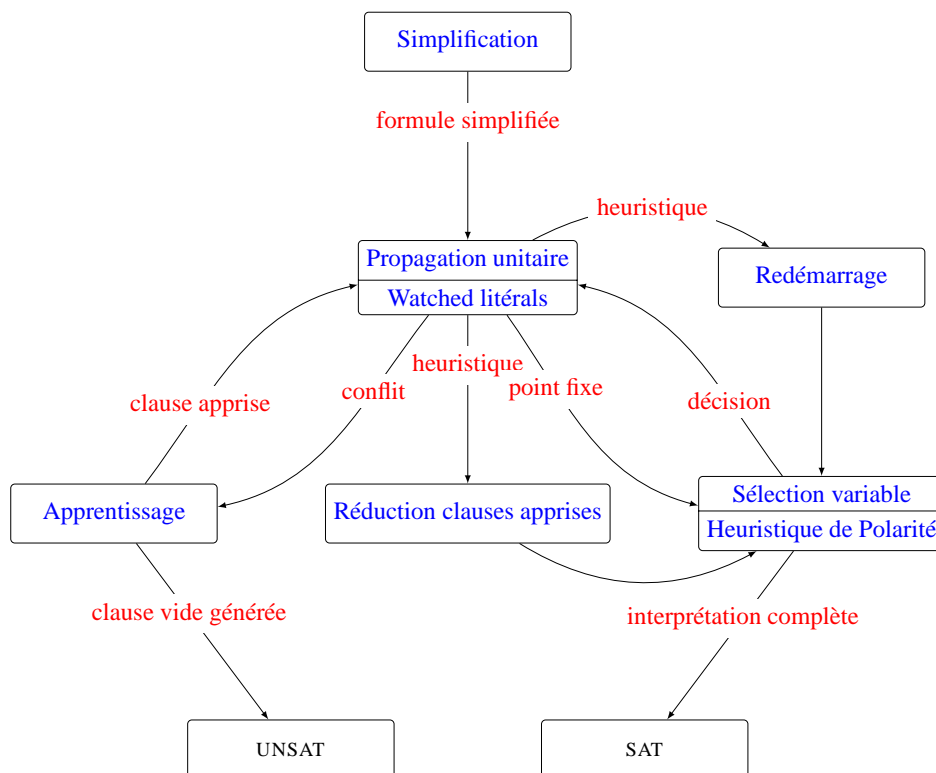 Simplification
formule simplifiée
heuristique
Propagation unitaire
Watched litérals
Redémarrage
heuristique
clause apprise
conflit
point fixe
décision
Apprentissage
Réduction clauses apprises
Sélection variable
Heuristique de Polarité
clause vide générée
interprétation complète
UNSAT
SAT